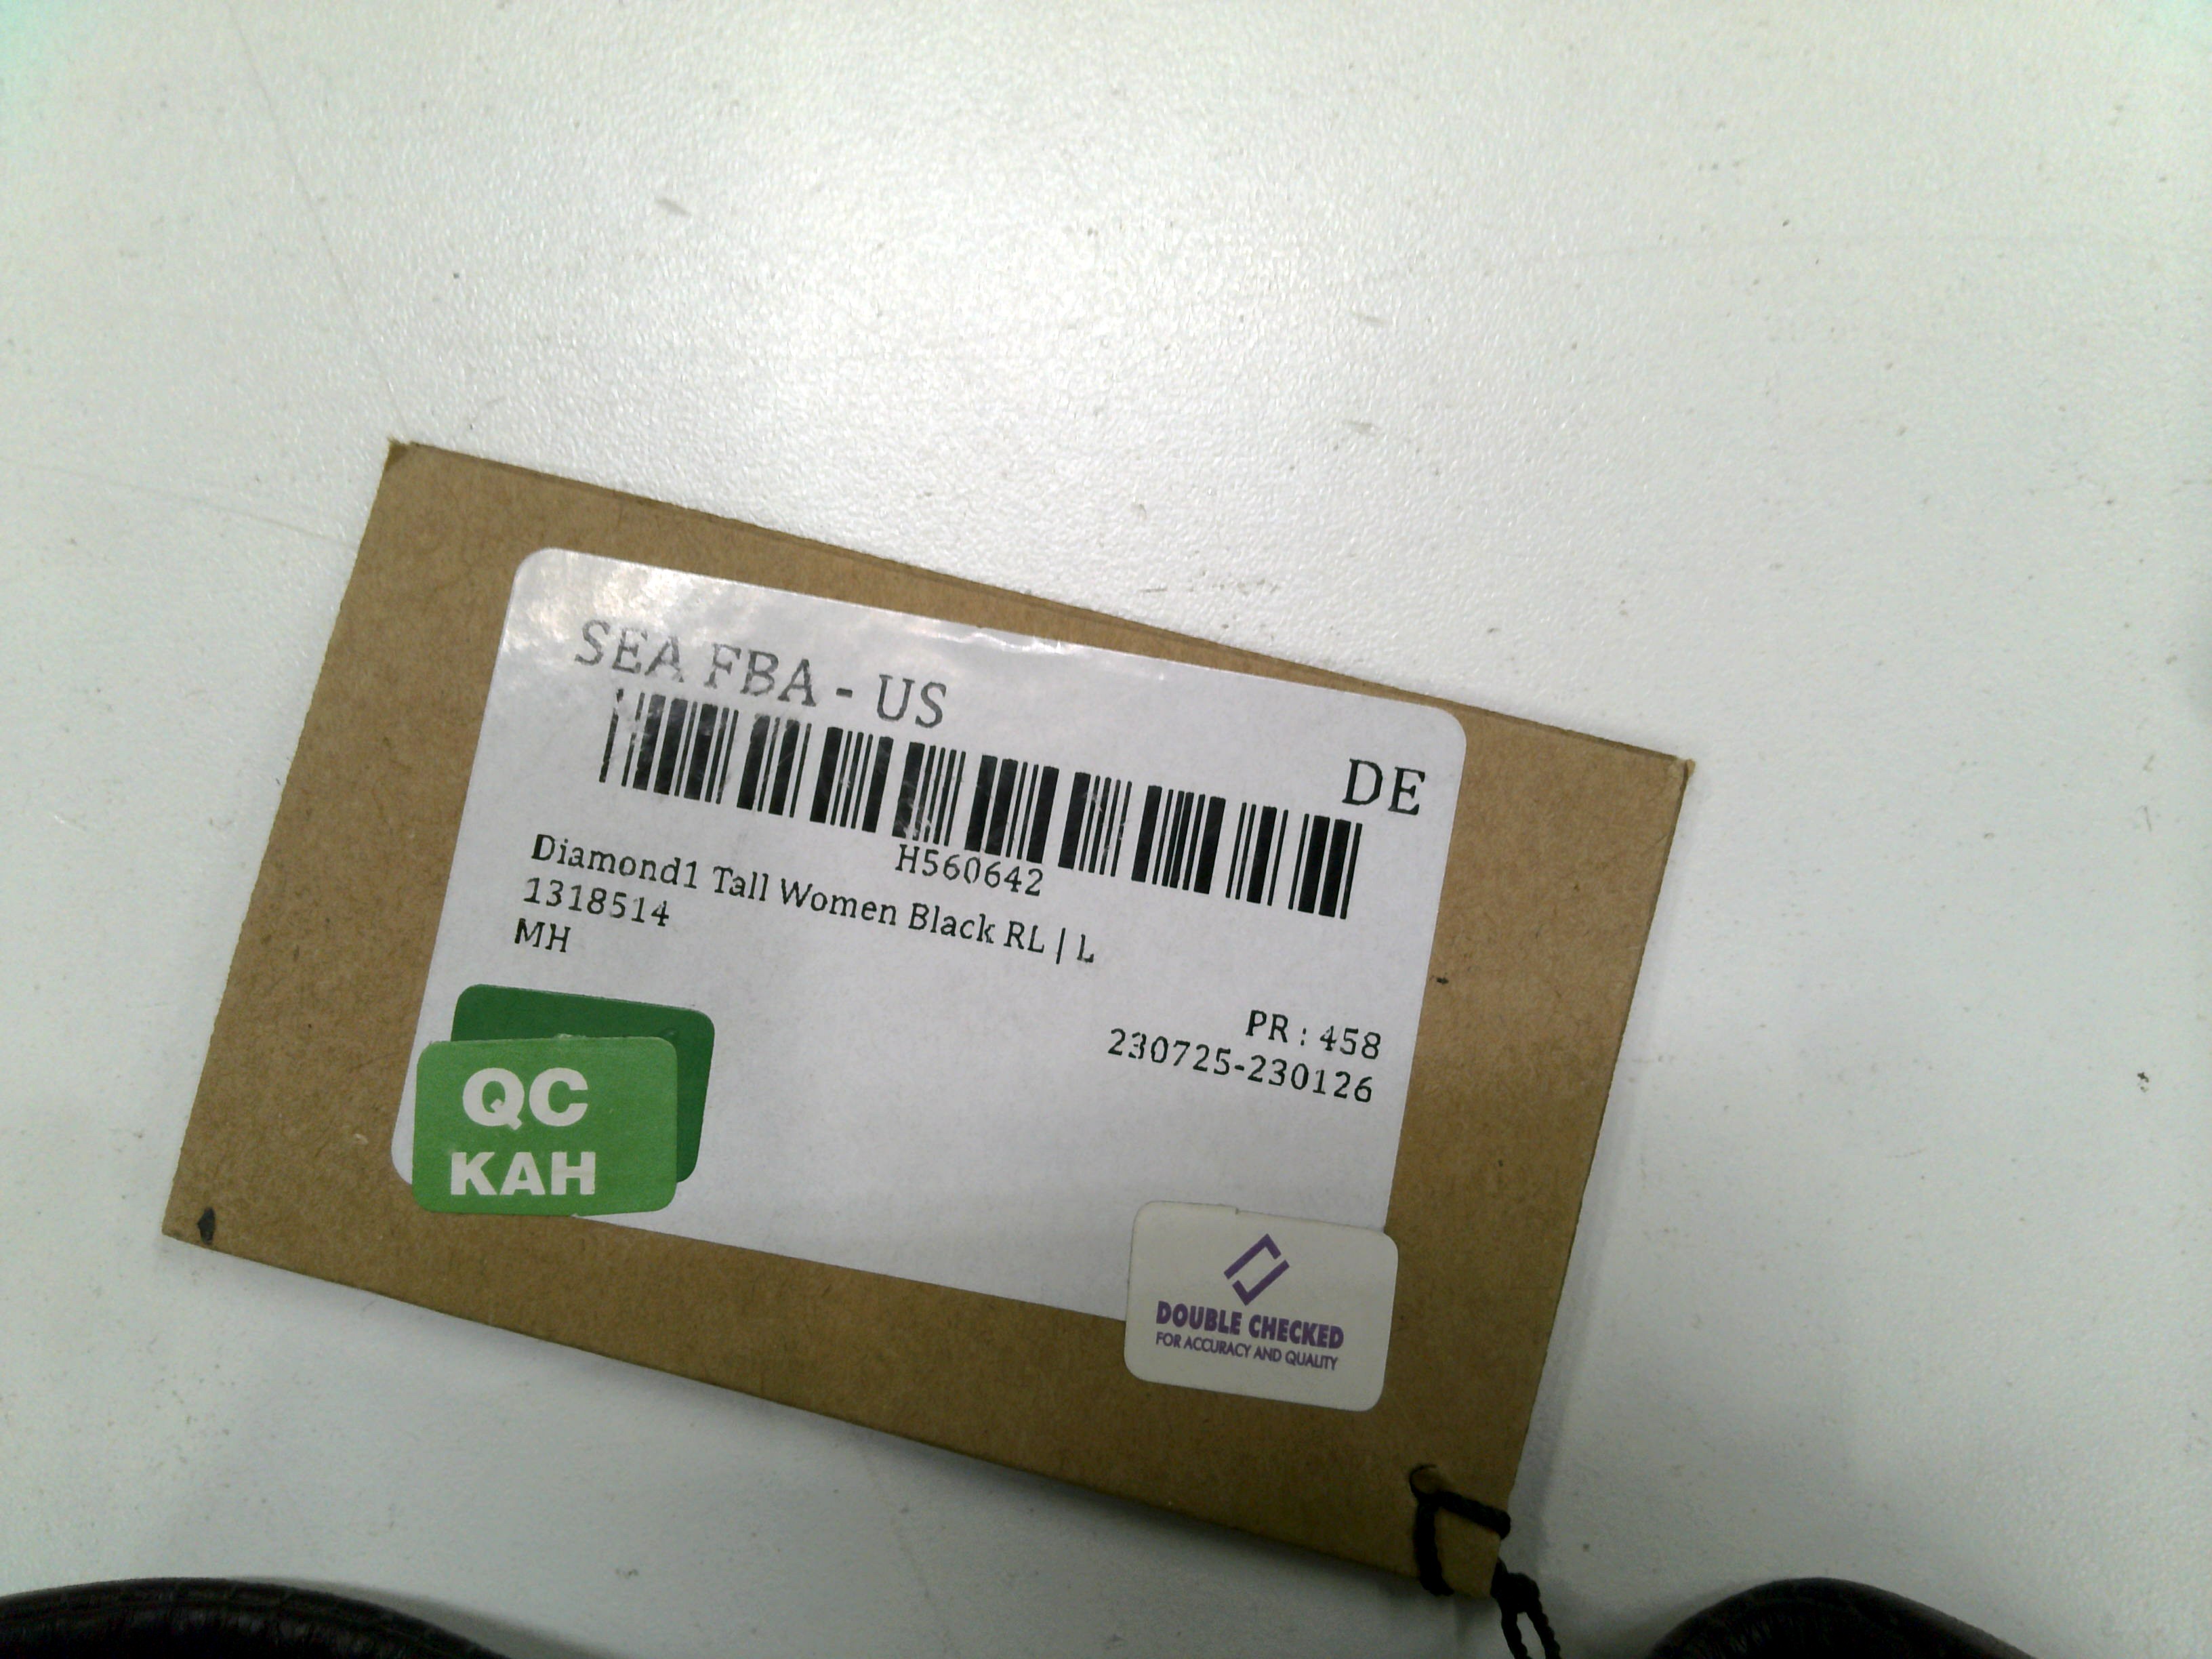 SEA FBA - US
DE
H560642
Diamond1 Tall Women Black RL | L
1318514
MH
PR : 458
230725-230126
QC
KAH
DOUBLE CHECKED
FOR ACCURACY AND QUALITY